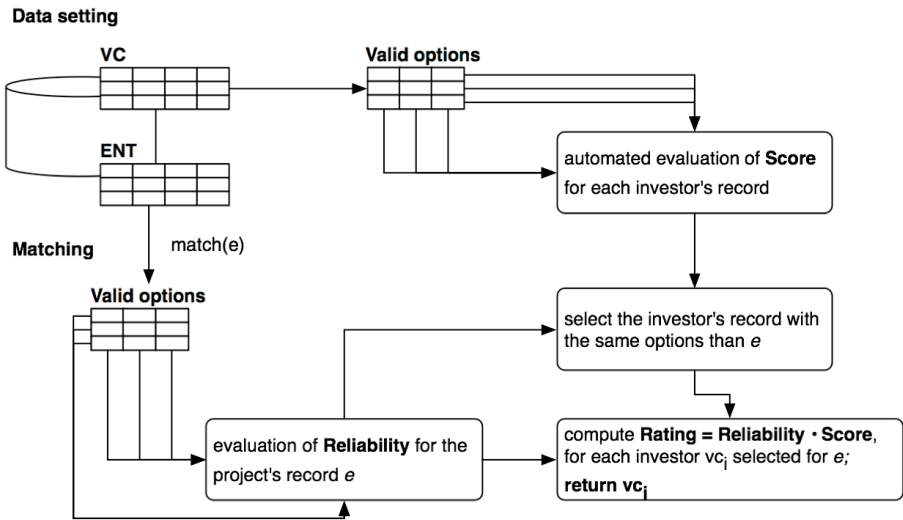 Data setting
VC
Valid options
ENT
automated evaluation of Score
for each investor's record
Matching
match(e)
Valid options
select the investor's record with
the same options than e
evaluation of Reliability for the
project's record e
compute Rating = Reliability · Score,
for each investor vci selected for e;
return vci